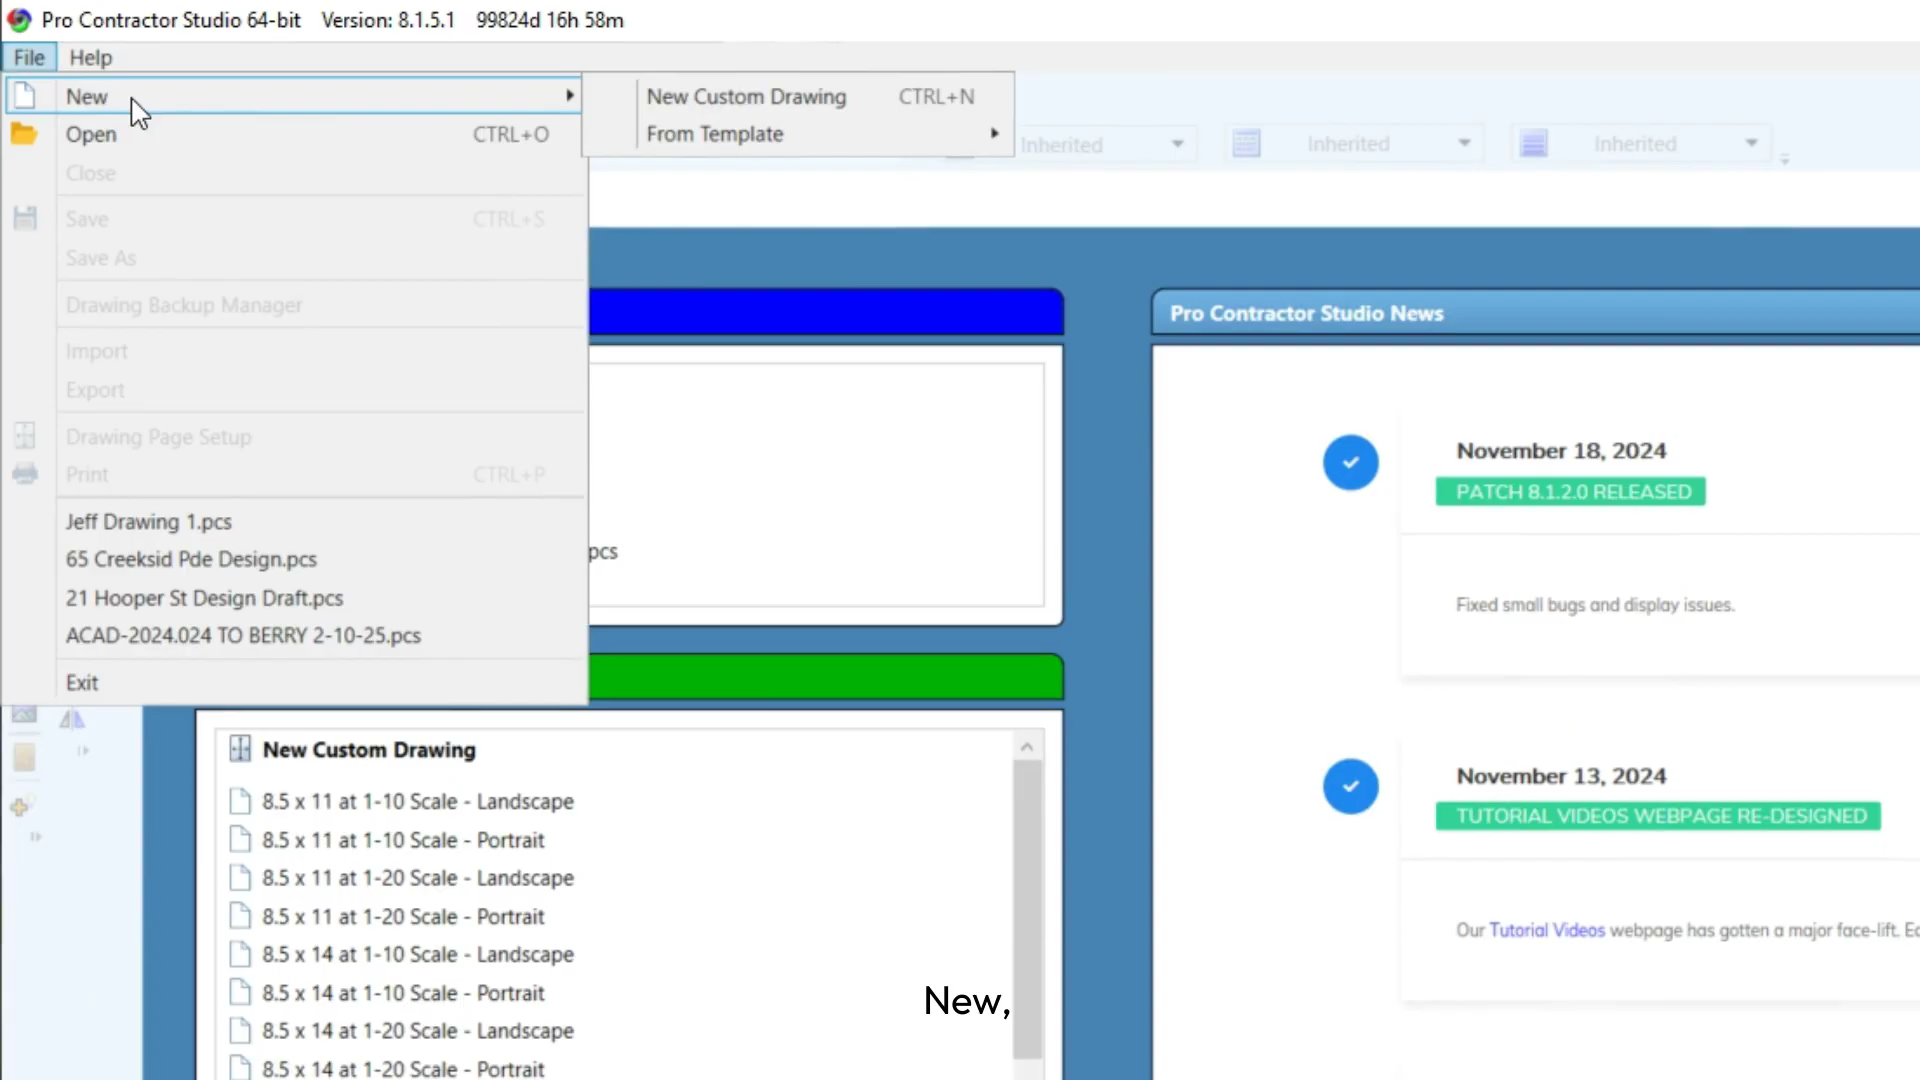 Pro Contractor Studio 64-bit Version: 8.1.5.1 99824d 16h 58m
File Help
New
Open CTRL+O
Close
Save CTRL+S
Save As
Drawing Backup Manager
Import
Export
Drawing Page Setup
Print CTRL+P
Jeff Drawing 1.pcs
65 Creeksid Pde Design.pcs
21 Hooper St Design Draft.pcs
ACAD-2024.024 TO BERRY 2-10-25.pcs
Exit
New Custom Drawing CTRL+N
From Template
Inherited Inherited Inherited
pcs
New Custom Drawing
8.5 x 11 at 1-10 Scale - Landscape
8.5 x 11 at 1-10 Scale - Portrait
8.5 x 11 at 1-20 Scale - Landscape
8.5 x 11 at 1-20 Scale - Portrait
8.5 x 14 at 1-10 Scale - Landscape
8.5 x 14 at 1-10 Scale - Portrait
8.5 x 14 at 1-20 Scale - Landscape
8.5 x 14 at 1-20 Scale - Portrait
Pro Contractor Studio News
November 18, 2024
PATCH 8.1.2.0 RELEASED
Fixed small bugs and display issues.
November 13, 2024
TUTORIAL VIDEOS WEBPAGE RE-DESIGNED
Our Tutorial Videos webpage has gotten a major face-lift.
New,